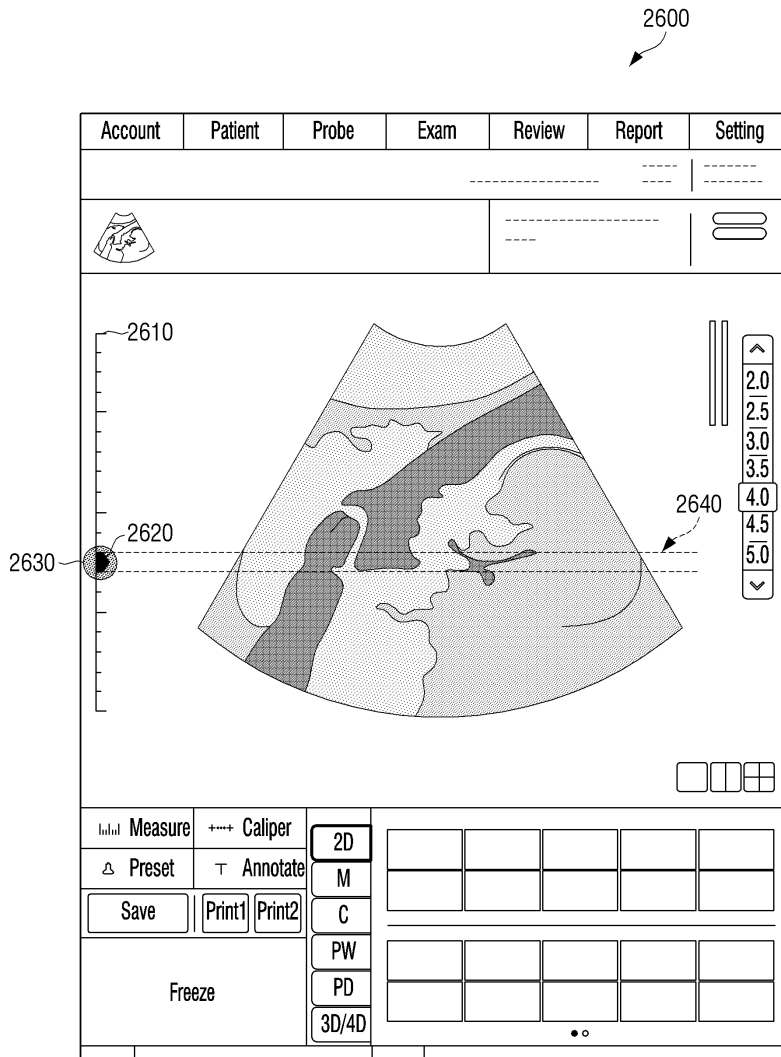 2600
Account Patient Probe Exam Review Report Setting
2610
2.0
2.5
3.0
3.5
4.0
4.5
5.0
2640
2620
2630
Measure Caliper
Preset Annotate
Save Print1 Print2
Freeze
2D
M
C
PW
PD
3D/4D